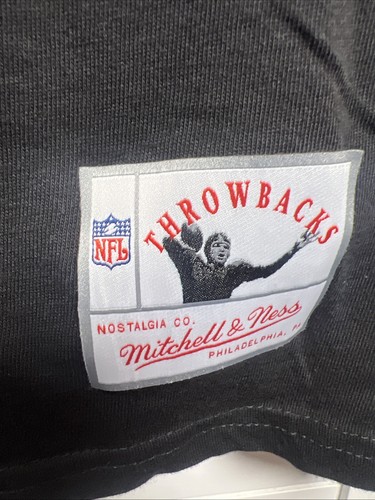 THROWBACKS
NFL
NOSTALGIA CO.
Mitchell & Ness
PHILADELPHIA, PA